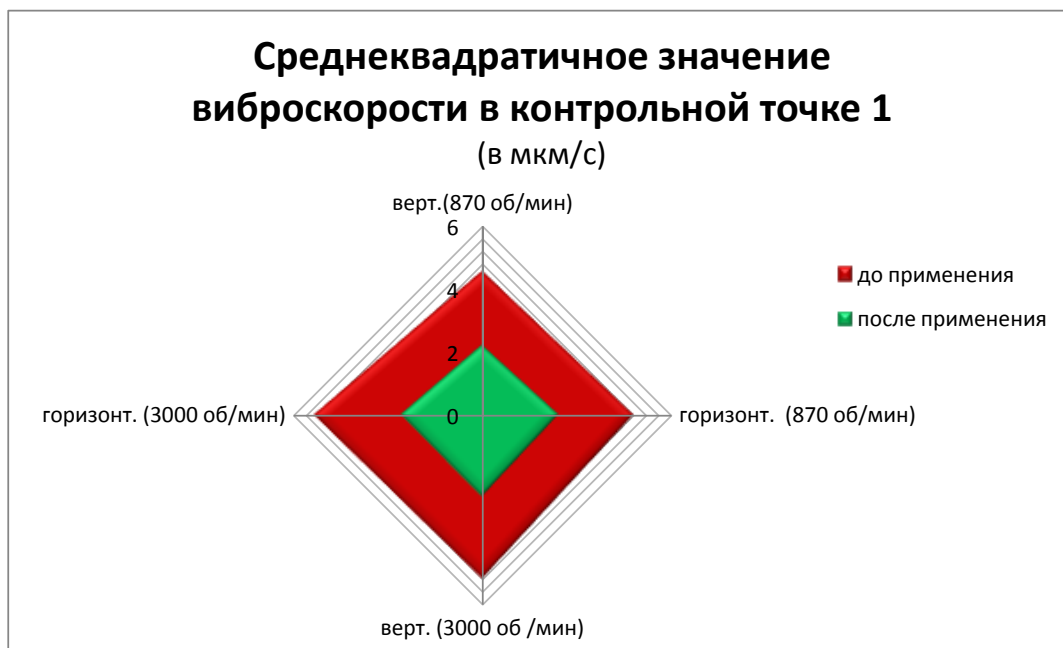 Среднеквадратичное значение
виброскорости в контрольной точке 1
(в мкм/с)
верт.(870 об/мин)
6
4
2
0
до применения
после применения
горизонт. (3000 об/мин)
горизонт. (870 об/мин)
верт. (3000 об /мин)